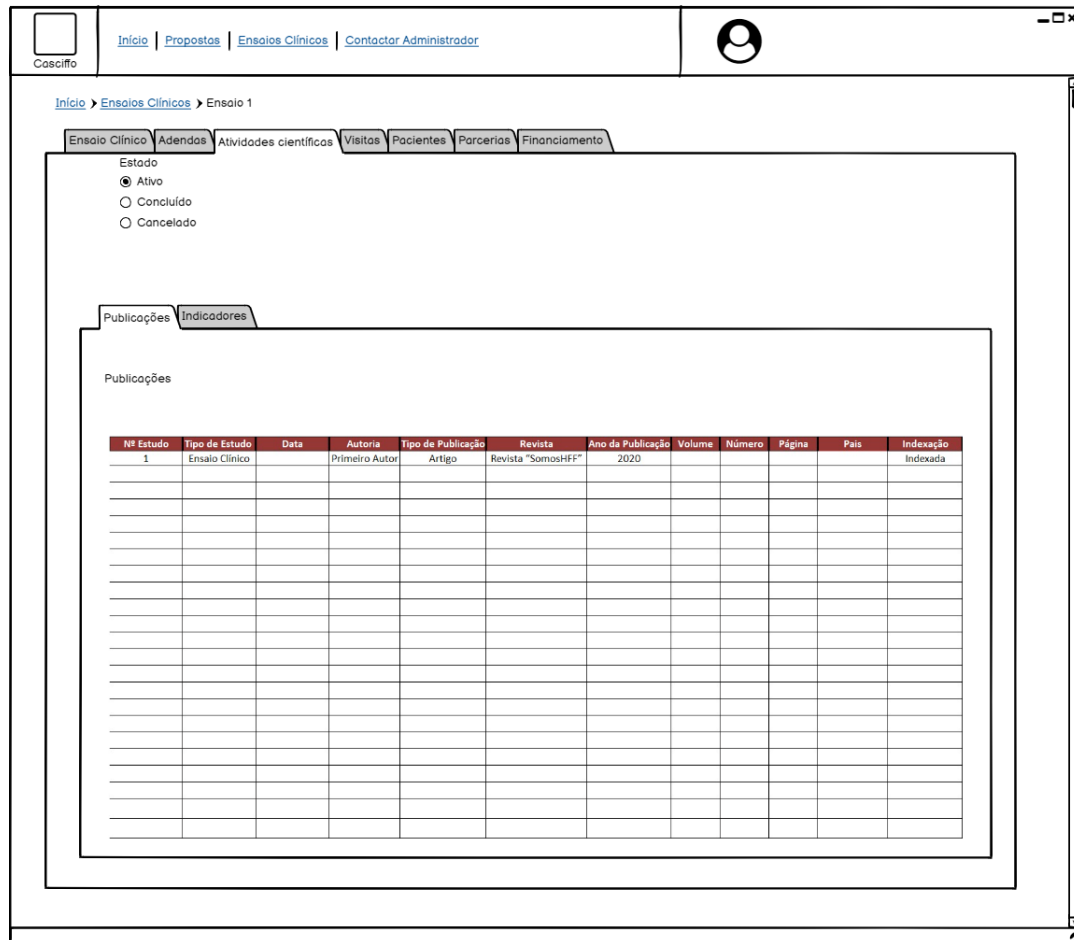 Início Propostas Ensaios Clínicos Contactar Administrador
Casciffo
Início Ensaios Clínicos Ensaio 1
Ensaio Clínico Adendas Atividades científicas Visitas Pacientes Parcerias Financiamento
Estado
Ativo
Concluído
Cancelado
Publicações Indicadores
Publicações
Nº Estudo Tipo de Estudo Data Autoria Tipo de Publicação Revista Ano da Publicação Volume Número Página Pais Indexação
1 Ensaio Clínico Primeiro Autor Artigo Revista "SomosHFF" 2020 Indexada